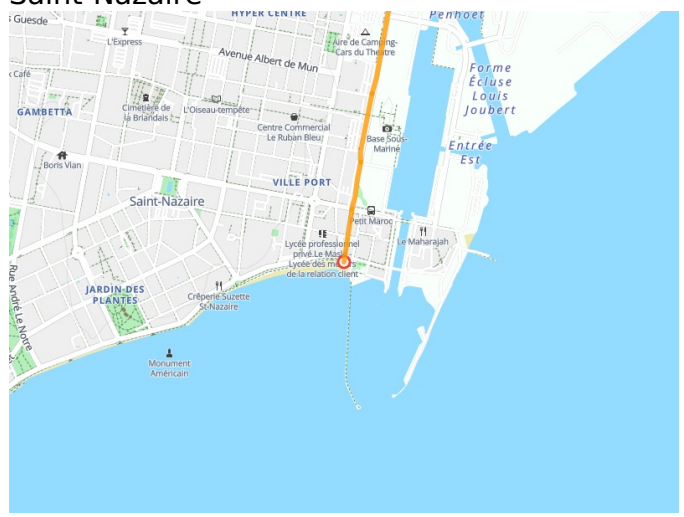 Saint-Nazaire
Guesde
HYPER CENTRE
Penhoët
L'Express
Aire de Camping-
Cars du Théâtre
Avenue Albert de Mun
Café
Forme
Écluse
Louis
Joubert
GAMBETTA
Cimetière de
la Briandais
L'Oiseau-tempête
Centre Commercial
Le Ruban Bleu
Base Sous-
Marine
Entrée
Est
Boris Vian
VILLE PORT
Saint-Nazaire
Petit Maroc
Le Maharajah
Lycée professionnel
Lycée des
de la relation client
Rue André Le Notre
JARDIN DES
PLANTES
Crêperie Suzette
St-Nazaire
Monument
Américain